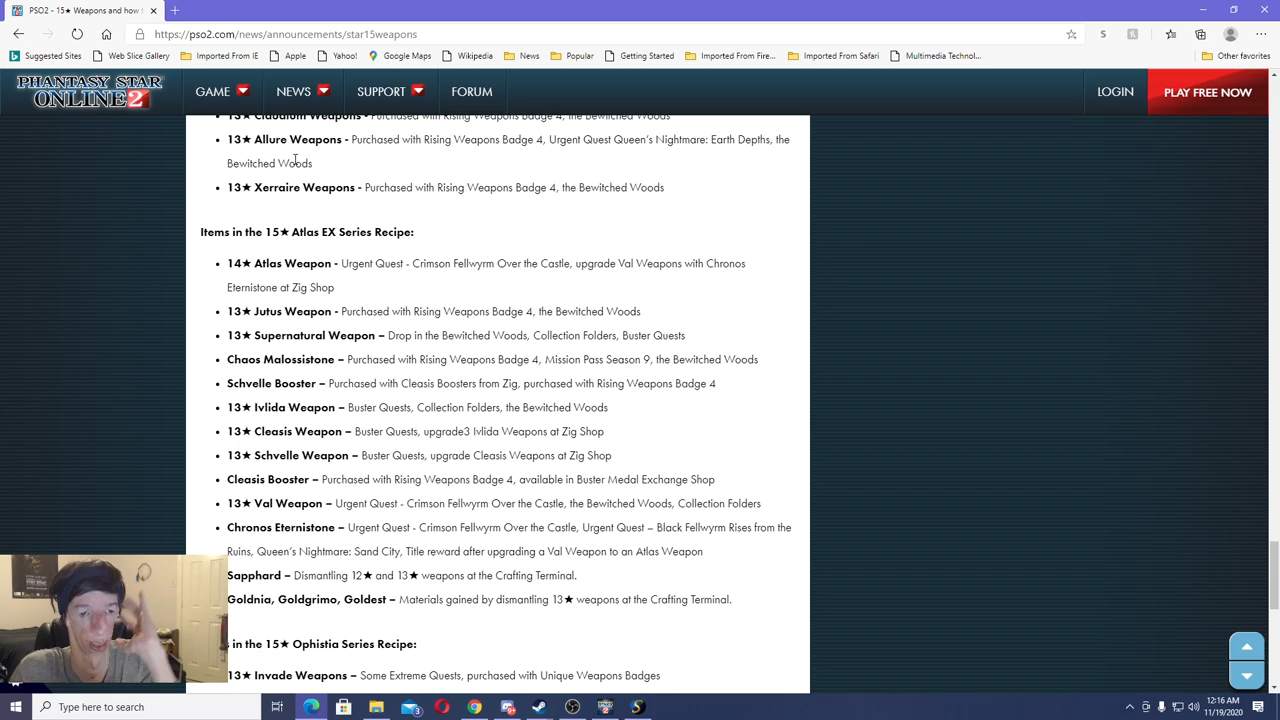 PSO2 - 15★ Weapons and how t
https://pso2.com/news/announcements/star15weapons
Suggested Sites
Web Slice Gallery
Imported From IE
Apple
Yahoo!
Google Maps
Wikipedia
News
Popular
Getting Started
Imported From Fire...
Imported From Safari
Multimedia Technol...
Other favorites
PHANTASY STAR
ONLINE 2
GAME
NEWS
SUPPORT
FORUM
LOGIN
PLAY FREE NOW
13★ Claudium Weapons - Purchased with Rising Weapons Badge 4, the Bewitched Woods
13★ Allure Weapons - Purchased with Rising Weapons Badge 4, Urgent Quest Queen's Nightmare: Earth Depths, the
Bewitched Woods
13★ Xerraire Weapons - Purchased with Rising Weapons Badge 4, the Bewitched Woods
Items in the 15★ Atlas EX Series Recipe:
14★ Atlas Weapon - Urgent Quest - Crimson Fellwyrm Over the Castle, upgrade Val Weapons with Chronos
Eternistone at Zig Shop
13★ Jutus Weapon - Purchased with Rising Weapons Badge 4, the Bewitched Woods
13★ Supernatural Weapon – Drop in the Bewitched Woods, Collection Folders, Buster Quests
Chaos Malossistone – Purchased with Rising Weapons Badge 4, Mission Pass Season 9, the Bewitched Woods
Schvelle Booster – Purchased with Cleasis Boosters from Zig, purchased with Rising Weapons Badge 4
13★ Ivlida Weapon – Buster Quests, Collection Folders, the Bewitched Woods
13★ Cleasis Weapon – Buster Quests, upgrade3 Ivlida Weapons at Zig Shop
13★ Schvelle Weapon – Buster Quests, upgrade Cleasis Weapons at Zig Shop
Cleasis Booster – Purchased with Rising Weapons Badge 4, available in Buster Medal Exchange Shop
13★ Val Weapon – Urgent Quest - Crimson Fellwyrm Over the Castle, the Bewitched Woods, Collection Folders
Chronos Eternistone – Urgent Quest - Crimson Fellwyrm Over the Castle, Urgent Quest – Black Fellwyrm Rises from the
Ruins, Queen's Nightmare: Sand City, Title reward after upgrading a Val Weapon to an Atlas Weapon
Sapphard – Dismantling 12★ and 13★ weapons at the Crafting Terminal.
Goldnia, Goldgrimo, Goldest – Materials gained by dismantling 13★ weapons at the Crafting Terminal.
s in the 15★ Ophistia Series Recipe:
13★ Invade Weapons – Some Extreme Quests, purchased with Unique Weapons Badges
Type here to search
12:16 AM
11/19/2020